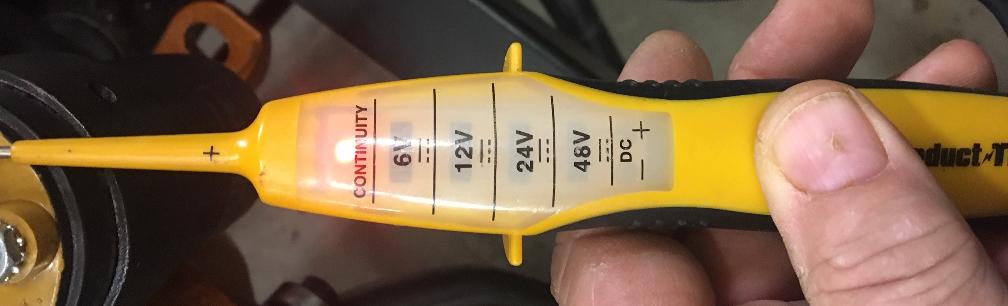 +
CONTINUITY
6V
12V
24V
48V
DC
- +